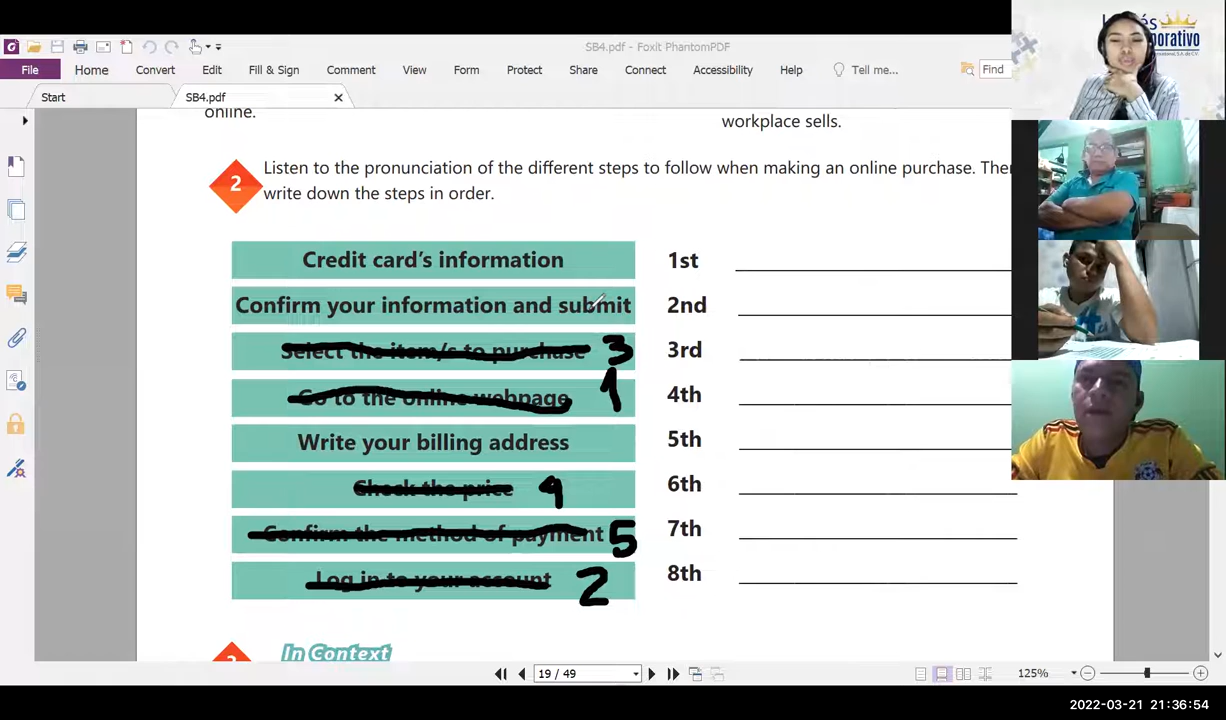 SB4.pdf - Foxit PhantomPDF
File Home Convert Edit Fill & Sign Comment View Form Protect Share Connect Accessibility Help Tell me... Find
Start SB4.pdf
online.
workplace sells.
2 Listen to the pronunciation of the different steps to follow when making an online purchase.
write down the steps in order.
Credit card's information 1st
Confirm your information and submit 2nd
Select the item/s to purchase 3 3rd
Go to the online webpage 1 4th
Write your billing address 5th
Check the price 4 6th
Confirm the method of payment 5 7th
Log in to your account 2 8th
In Context
19 / 49 125%
2022-03-21 21:36:54